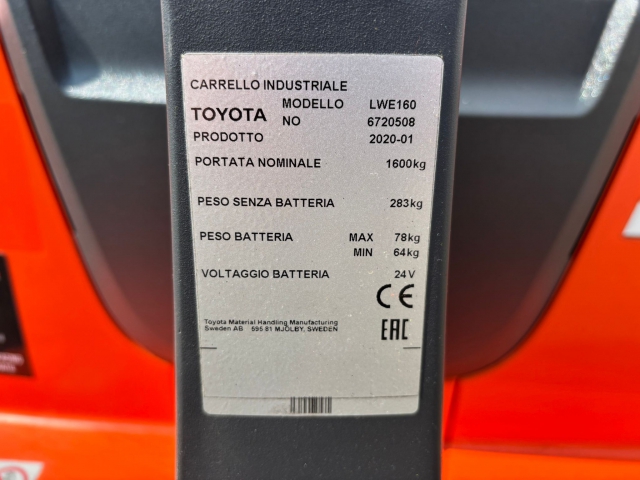 CARRELLO INDUSTRIALE
TOYOTA MODELLO LWE160
NO 6720508
PRODOTTO 2020-01
PORTATA NOMINALE 1600kg
PESO SENZA BATTERIA 283kg
PESO BATTERIA MAX 78kg
MIN 64kg
VOLTAGGIO BATTERIA 24V
CE
Toyota Material Handling Manufacturing
Sweden AB 595 81 MJÖLBY, SWEDEN
EAC